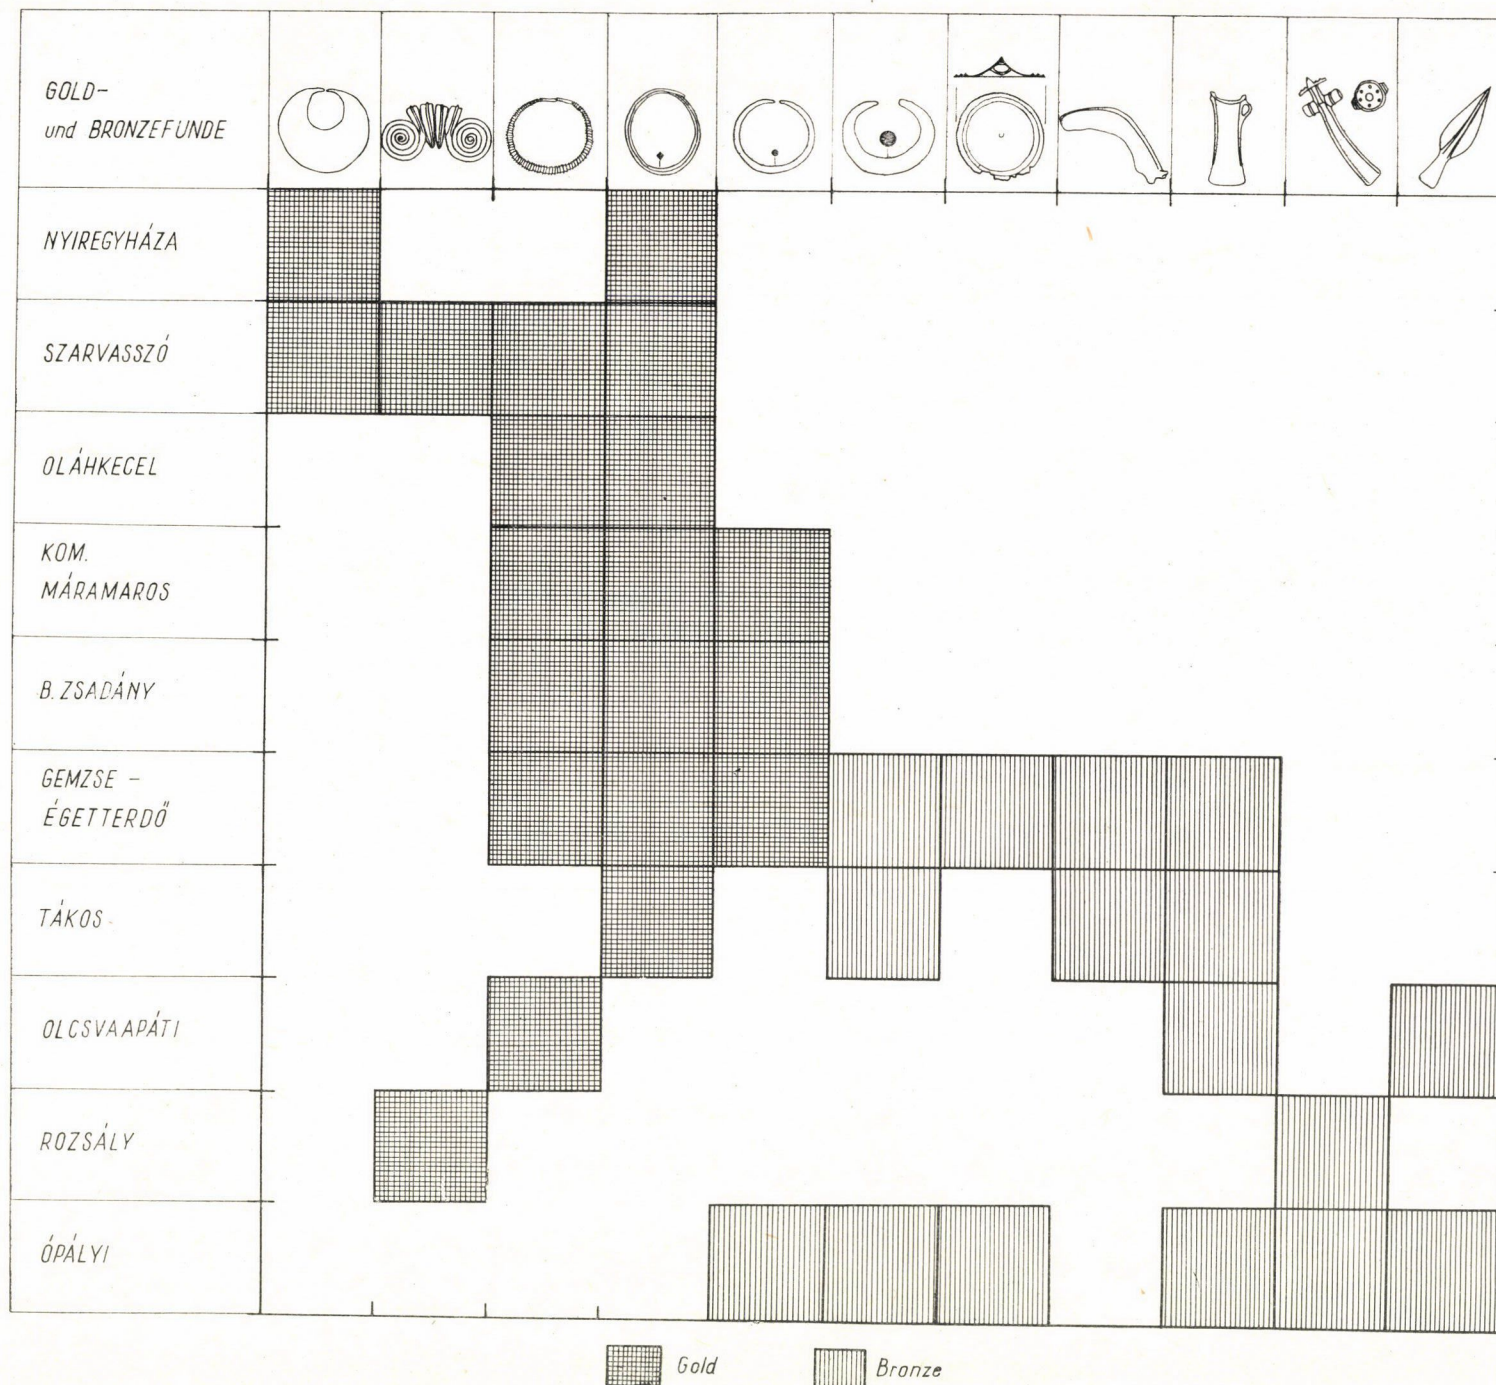 GOLD-
und BRONZEFUNDE
NYIREGYHÁZA
SZARVASSZÓ
OLÁHKECEL
KOM.
MÁRAMAROS
B. ZSADÁNY
GEMZSE -
ÉGETTERDŐ
TÁKOS
OLCSVAAPÁTI
ROZSÁLY
ÓPÁLYI
Gold
Bronze